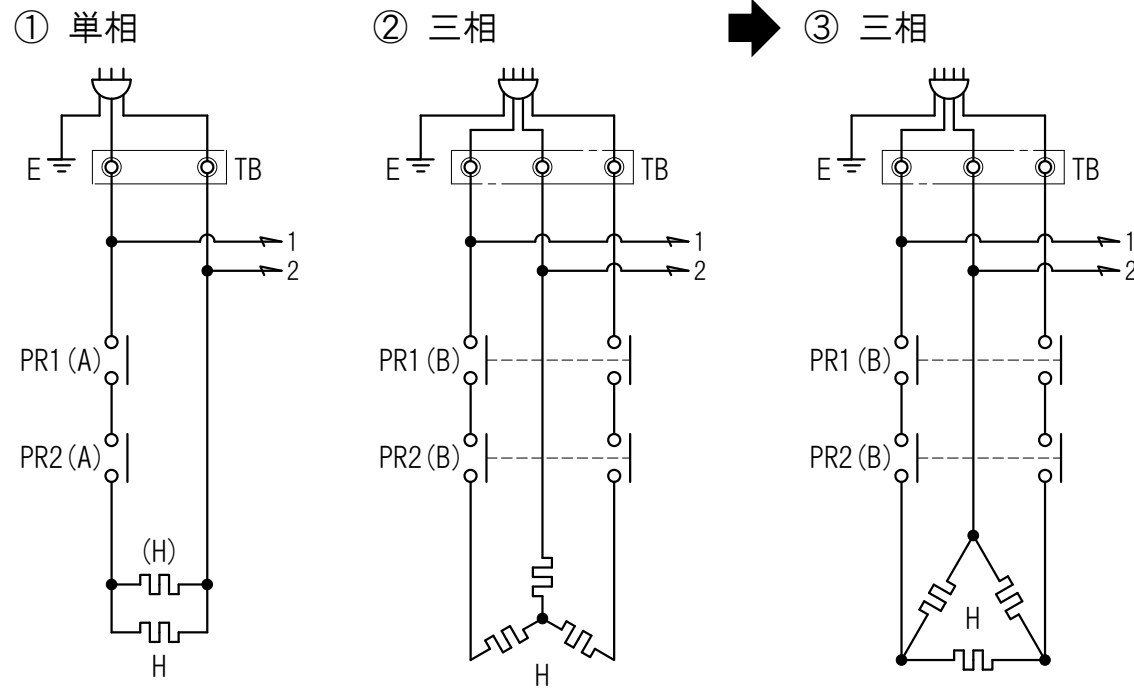 ① 単相
E
TB
1
2
PR1(A)
PR2(A)
(H)
H
② 三相
E
TB
1
2
PR1(B)
PR2(B)
H
③ 三相
E
TB
1
2
PR1(B)
PR2(B)
H